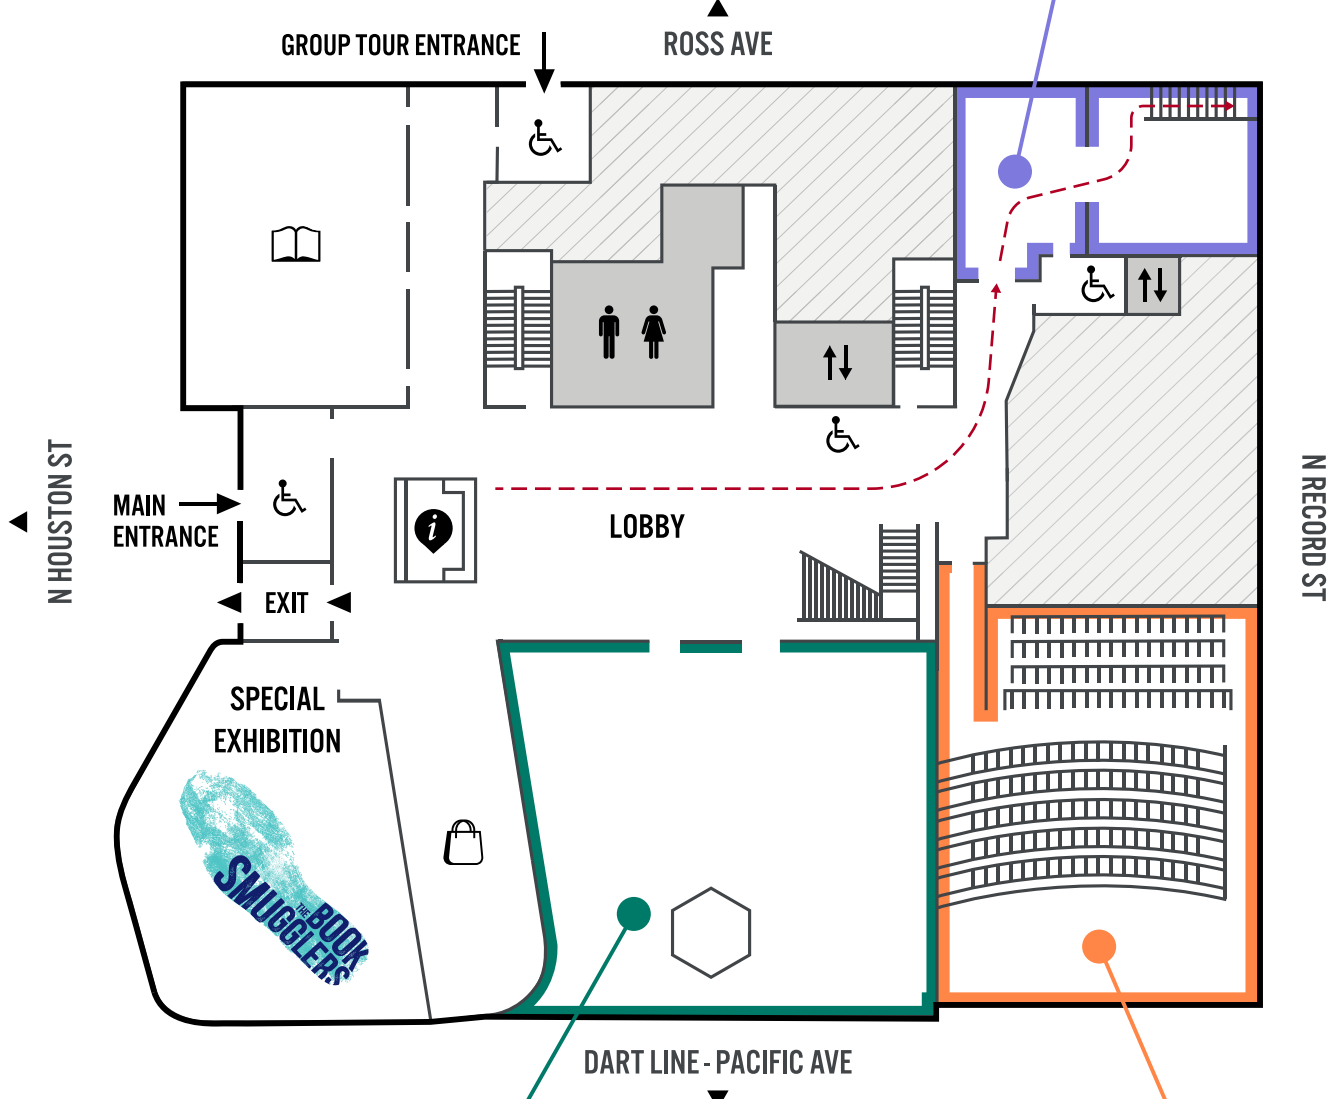 GROUP TOUR ENTRANCE
ROSS AVE
N HOUSTON ST
MAIN
ENTRANCE
i
LOBBY
N RECORD ST
EXIT
SPECIAL
EXHIBITION
THE BOOK
SMUGGLERS
DART LINE - PACIFIC AVE